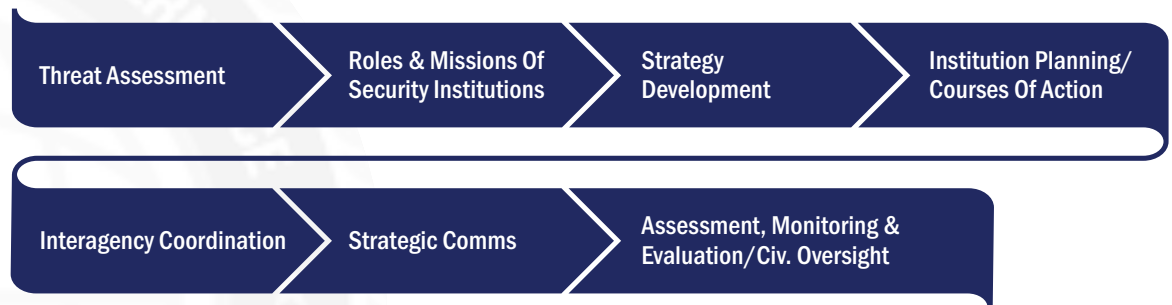 Threat Assessment
Roles & Missions Of
Security Institutions
Strategy
Development
Institution Planning/
Courses Of Action
Interagency Coordination
Strategic Comms
Assessment, Monitoring &
Evaluation/Civ. Oversight